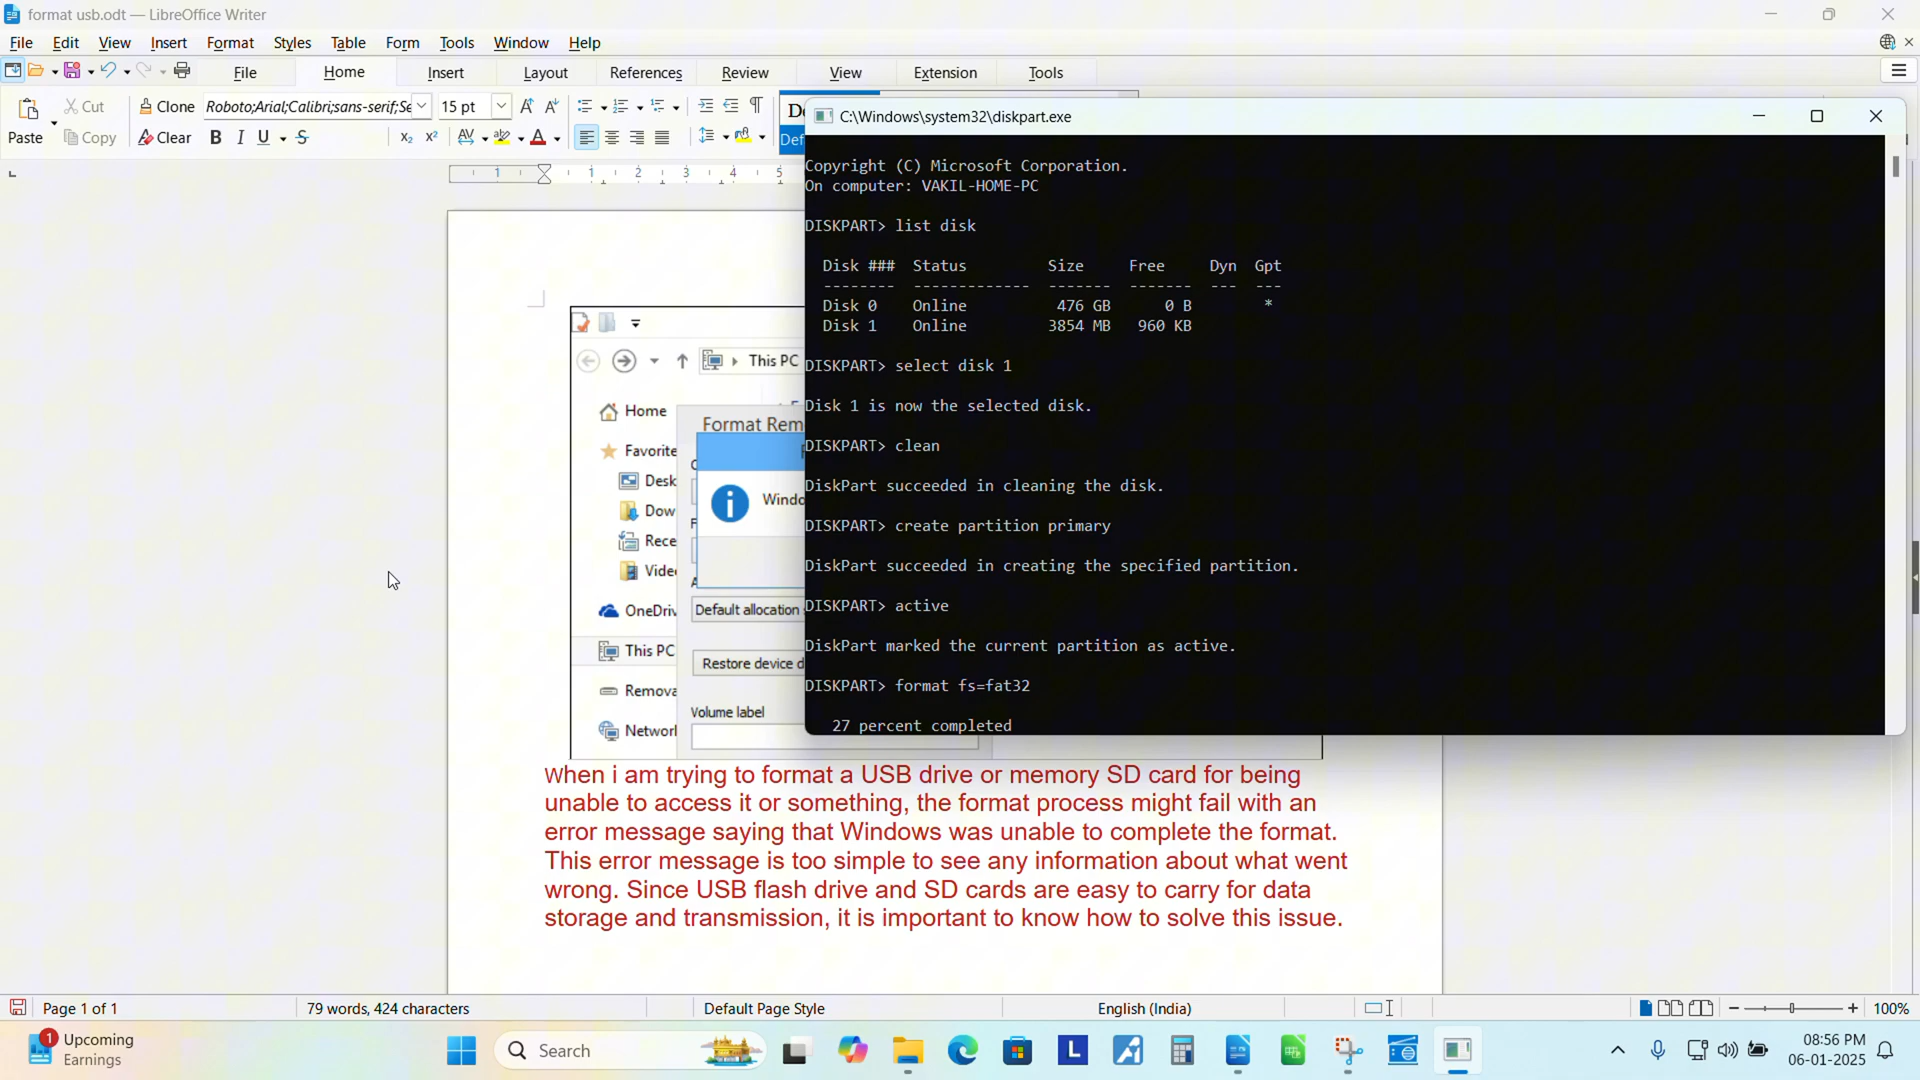 format usb.odt — LibreOffice Writer
File Edit View Insert Format Styles Table Form Tools Window Help
File Home Insert Layout References Review View Extension Tools
Paste Cut Copy Clone Clear
Roboto;Arial;Calibri;sans-serif;Se 15 pt
C:\Windows\system32\diskpart.exe
Copyright (C) Microsoft Corporation.
On computer: VAKIL-HOME-PC
DISKPART> list disk
Disk ### Status Size Free Dyn Gpt
-------- ------------- ------- ------- --- ---
Disk 0 Online 476 GB 0 B *
Disk 1 Online 3854 MB 960 KB
DISKPART> select disk 1
Disk 1 is now the selected disk.
DISKPART> clean
DiskPart succeeded in cleaning the disk.
DISKPART> create partition primary
DiskPart succeeded in creating the specified partition.
DISKPART> active
DiskPart marked the current partition as active.
DISKPART> format fs=fat32
27 percent completed
This PC
Home
Format Rem
Favorite
Desk
Windo
Dow
Rece
Vide
OneDriv
Default allocation
This PC
Restore device d
Remova
Volume label
Networ
When i am trying to format a USB drive or memory SD card for being
unable to access it or something, the format process might fail with an
error message saying that Windows was unable to complete the format.
This error message is too simple to see any information about what went
wrong. Since USB flash drive and SD cards are easy to carry for data
storage and transmission, it is important to know how to solve this issue.
Page 1 of 1 79 words, 424 characters Default Page Style English (India) 100%
1 Upcoming
Earnings
Search
08:56 PM
06-01-2025